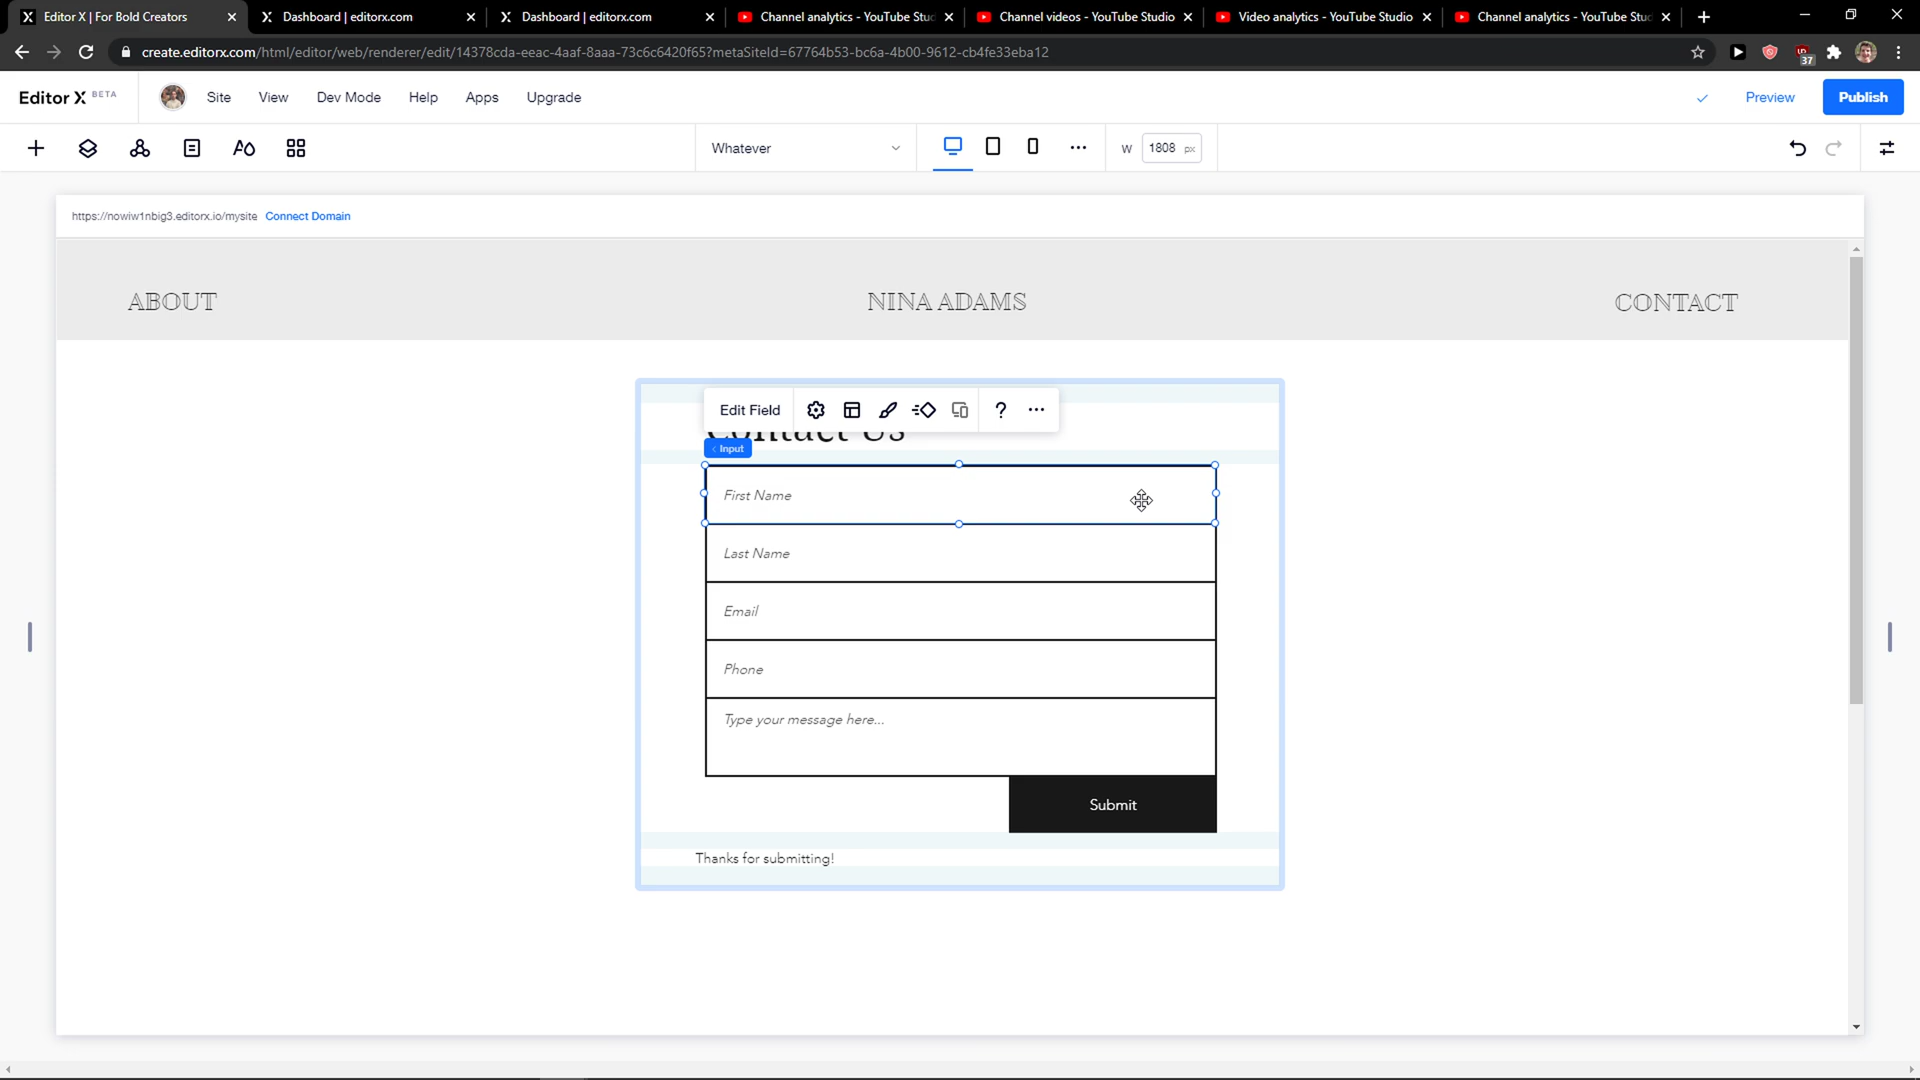 Editor X | For Bold Creators
Dashboard | editorx.com
Dashboard | editorx.com
Channel analytics - YouTube Stu
Channel videos - YouTube Studio
Video analytics - YouTube Studio
Channel analytics - YouTube Stu
create.editorx.com/html/editor/web/renderer/edit/14378cda-eeac-4aaf-8aaa-73c6c6420f65?metaSiteId=67764b53-bc6a-4b00-9612-cb4fe33eba12
37
Editor X BETA
Site
View
Dev Mode
Help
Apps
Upgrade
Preview
Publish
Whatever
W 1808 px
https://nowiw1nbig3.editorx.io/mysite Connect Domain
ABOUT
NINA ADAMS
CONTACT
Edit Field
?
Contact Us
< Input
First Name
Last Name
Email
Phone
Type your message here...
Submit
Thanks for submitting!